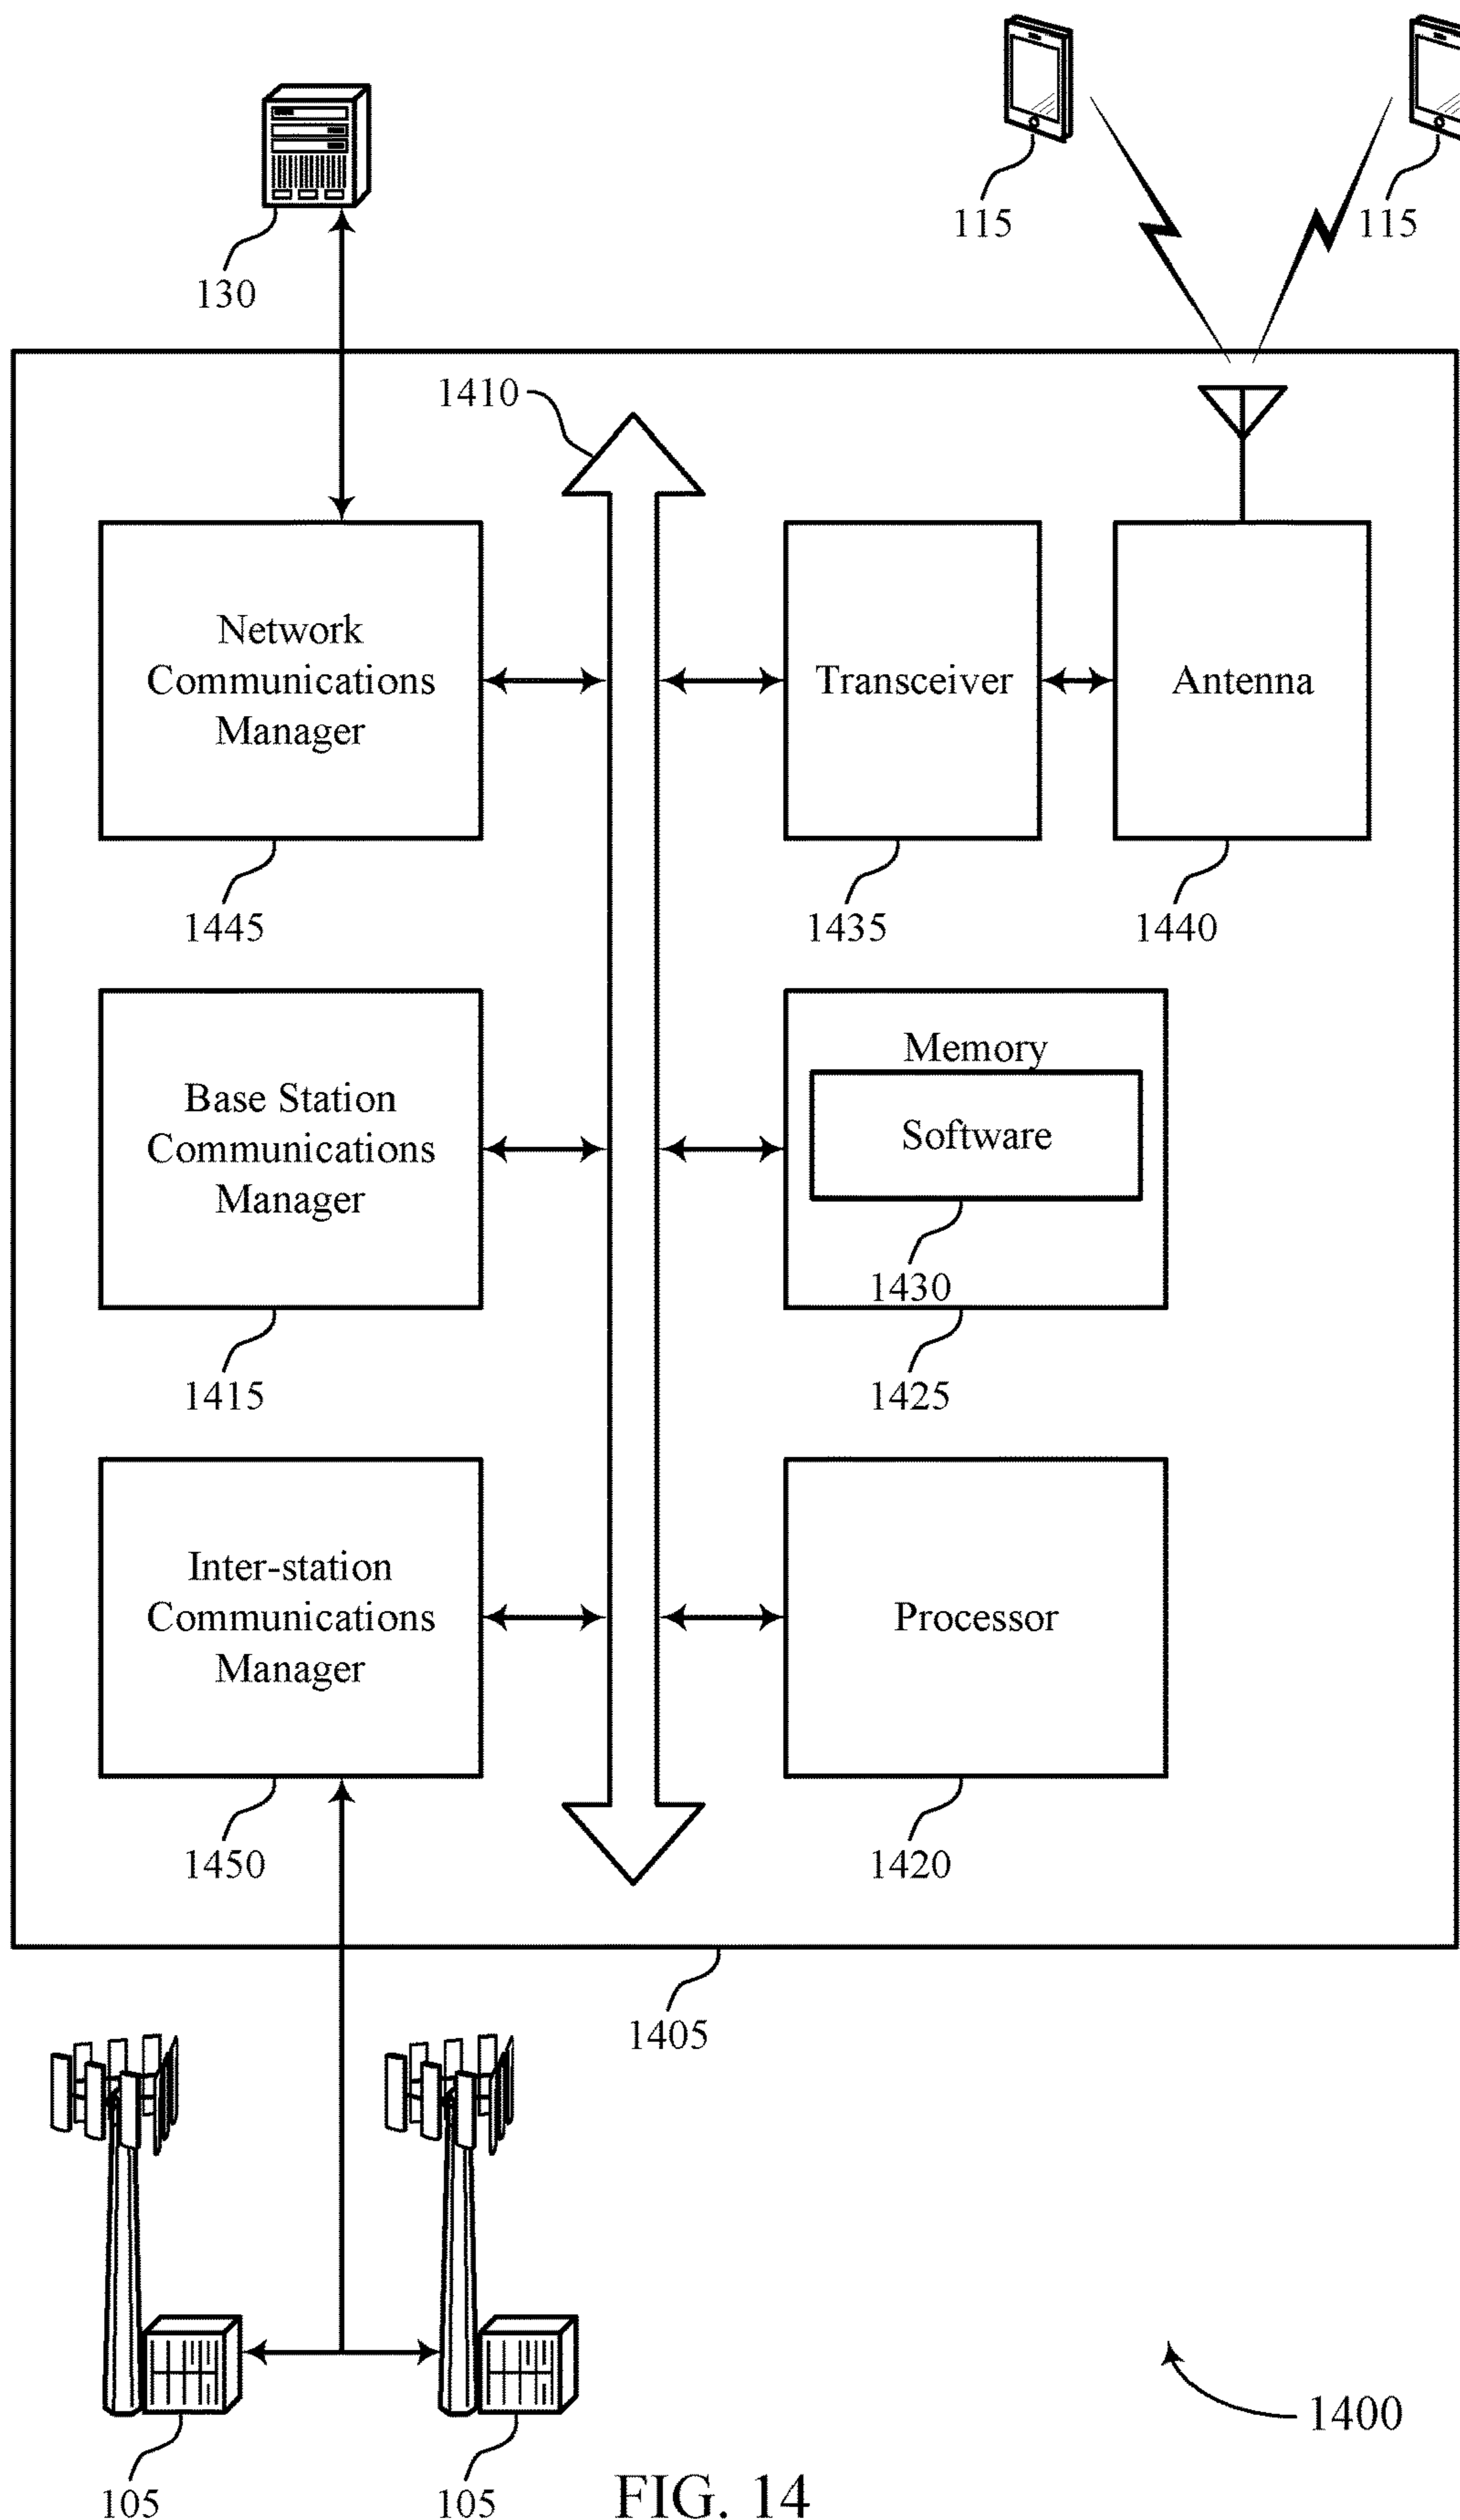 115
115
130
1410
Network
Communications
Manager
Transceiver
Antenna
1445
1435
1440
Base Station
Communications
Manager
Memory
Software
1430
1415
1425
Inter-station
Communications
Manager
Processor
1450
1420
1405
105
105
1400
FIG. 14